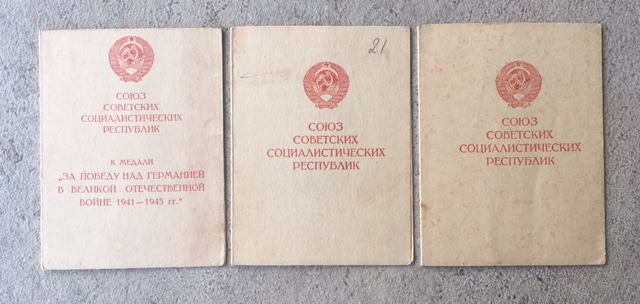 СОЮЗ
СОВЕТСКИХ
СОЦИАЛИСТИЧЕСКИХ
РЕСПУБЛИК
К МЕДАЛИ
„ЗА ПОБЕДУ НАД ГЕРМАНИЕЙ
В ВЕЛИКОЙ ОТЕЧЕСТВЕННОЙ
ВОЙНЕ 1941—1945 гг."
21
СОЮЗ
СОВЕТСКИХ
СОЦИАЛИСТИЧЕСКИХ
РЕСПУБЛИК
СОЮЗ
СОВЕТСКИХ
СОЦИАЛИСТИЧЕСКИХ
РЕСПУБЛИК